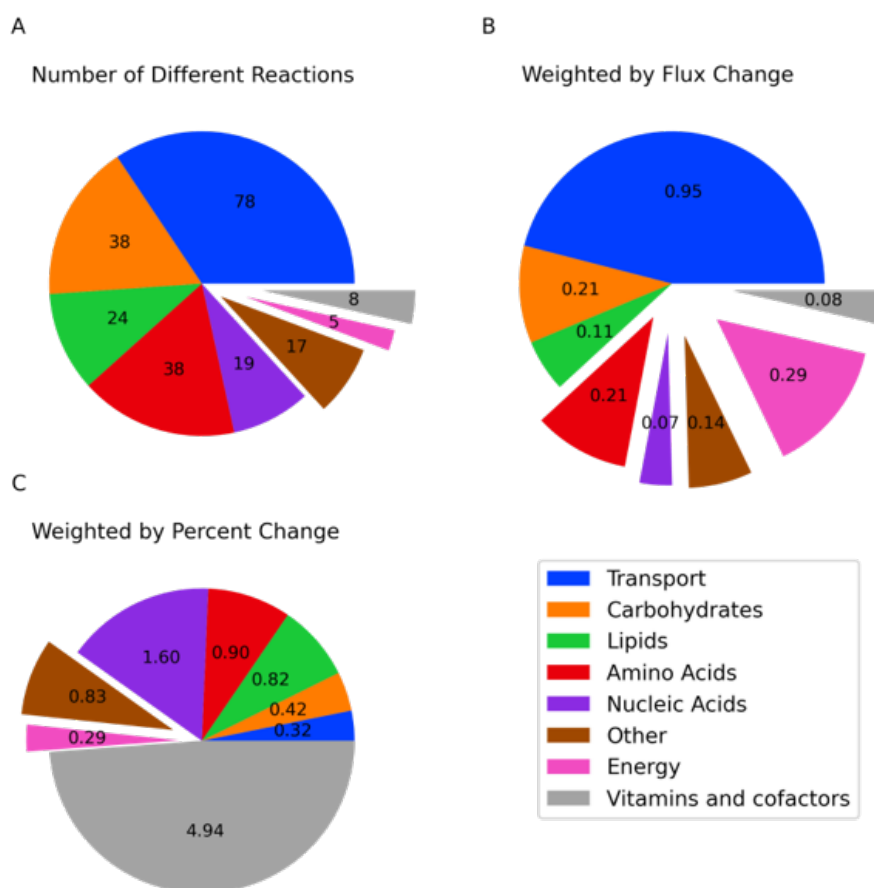 A
Number of Different Reactions
78
38
24
38
19
17
5
8
B
Weighted by Flux Change
0.95
0.21
0.11
0.21
0.07
0.14
0.29
0.08
C
Weighted by Percent Change
1.60
0.90
0.82
0.42
0.32
0.83
0.29
4.94
Transport
Carbohydrates
Lipids
Amino Acids
Nucleic Acids
Other
Energy
Vitamins and cofactors